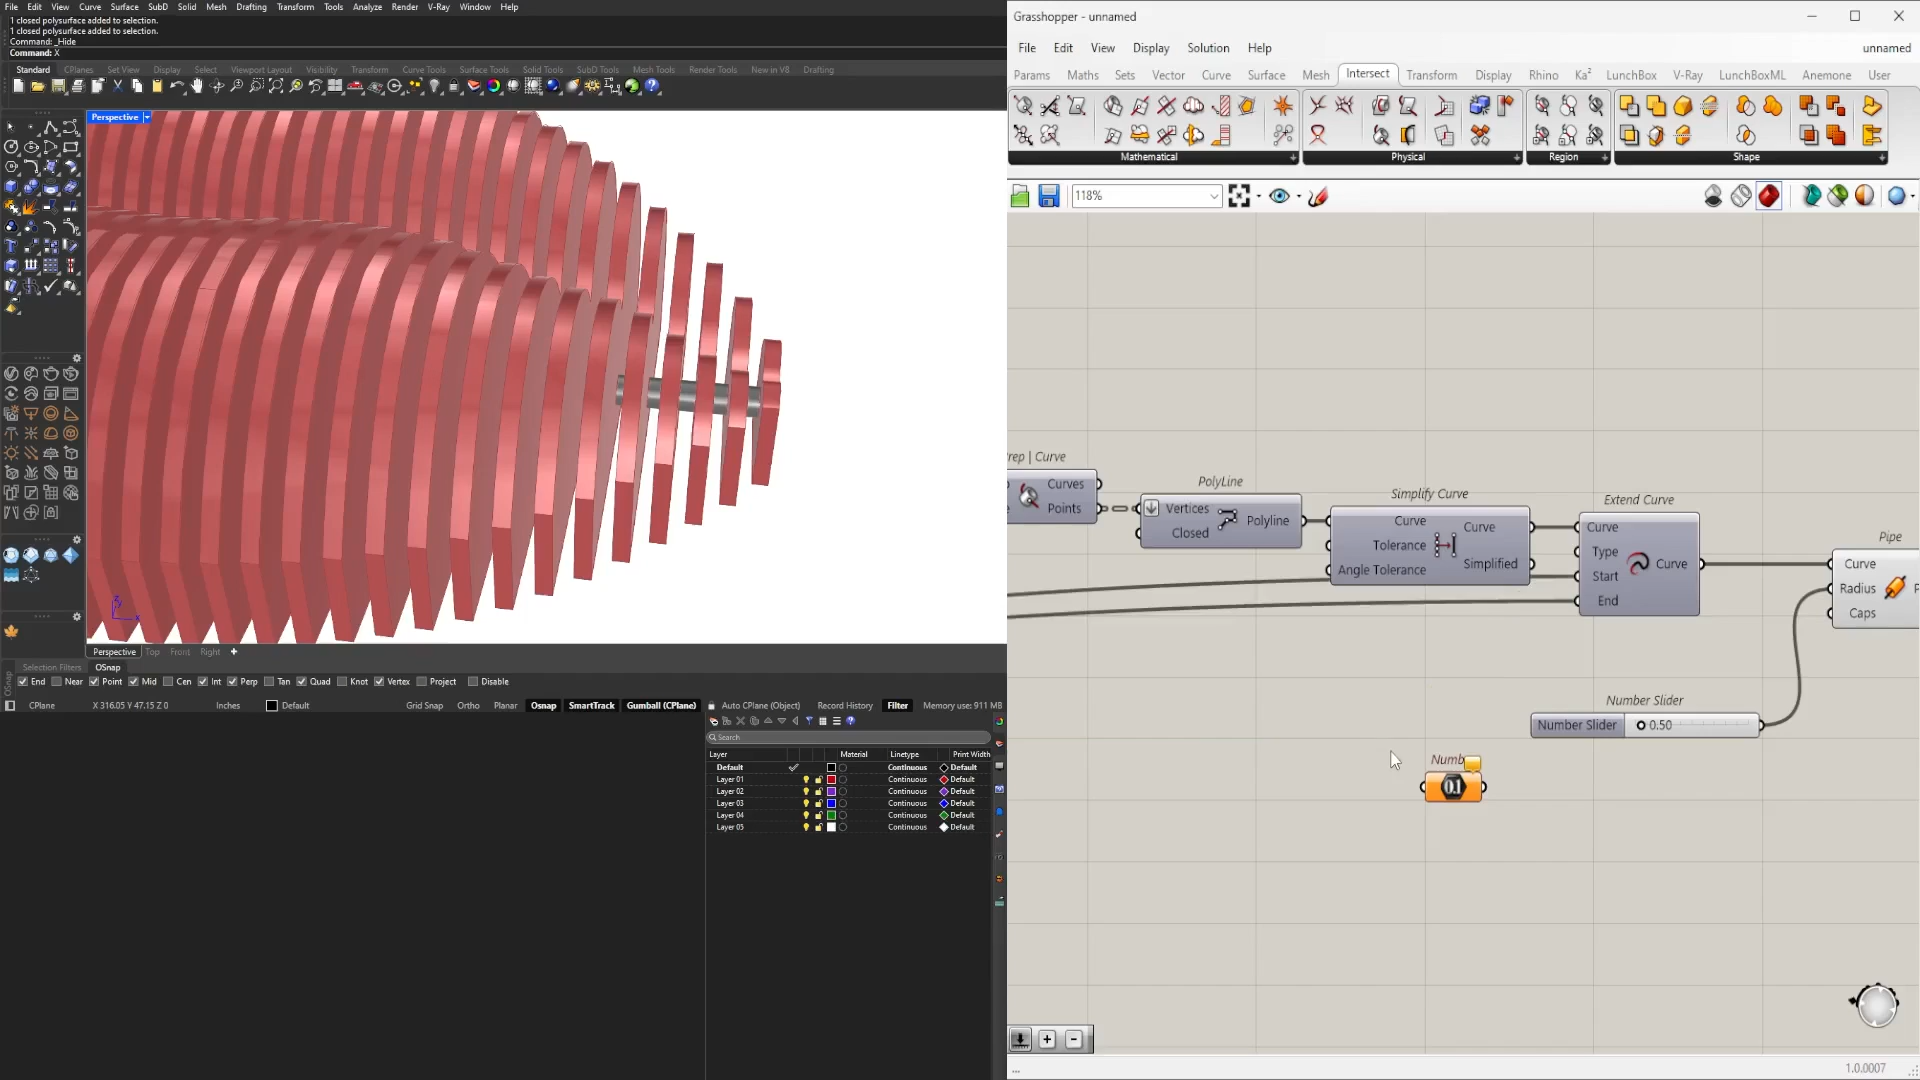 File Edit View Curve Surface SubD Solid Mesh Drafting Transform Tools Analyze Render V-Ray Window Help
1 closed polysurface added to selection.
1 closed polysurface added to selection.
Command: _Hide
Command: X
Standard CPlanes Set View Display Select Viewport Layout Visibility Transform Curve Tools Surface Tools Solid Tools SubD Tools Mesh Tools Render Tools New in V8 Drafting
Perspective
Perspective Top Front Right
Selection Filters OSnap
OSnap
End Near Point Mid Cen Int Perp Tan Quad Knot Vertex Project Disable
CPlane X 316.05 Y 47.15 Z 0 Inches Default Grid Snap Ortho Planar Osnap SmartTrack Gumball (CPlane) Auto CPlane (Object) Record History Filter Memory use: 911 MB
Search
Layer Material Linetype Print Width
Default Continuous Default
Layer 01 Continuous Default
Layer 02 Continuous Default
Layer 03 Continuous Default
Layer 04 Continuous Default
Layer 05 Continuous Default
Grasshopper - unnamed
File Edit View Display Solution Help unnamed
Params Maths Sets Vector Curve Surface Mesh Intersect Transform Display Rhino Ka² LunchBox V-Ray LunchBoxML Anemone User
Mathematical Physical Region Shape
118%
rep | Curve
Curves
Points
PolyLine
Vertices
Closed
Polyline
Simplify Curve
Curve
Tolerance
Angle Tolerance
Curve
Simplified
Extend Curve
Curve
Type
Start
End
Curve
Pipe
Curve
Radius
Caps
P
Number Slider
Number Slider 0.50
Numb
0.1
...
1.0.0007